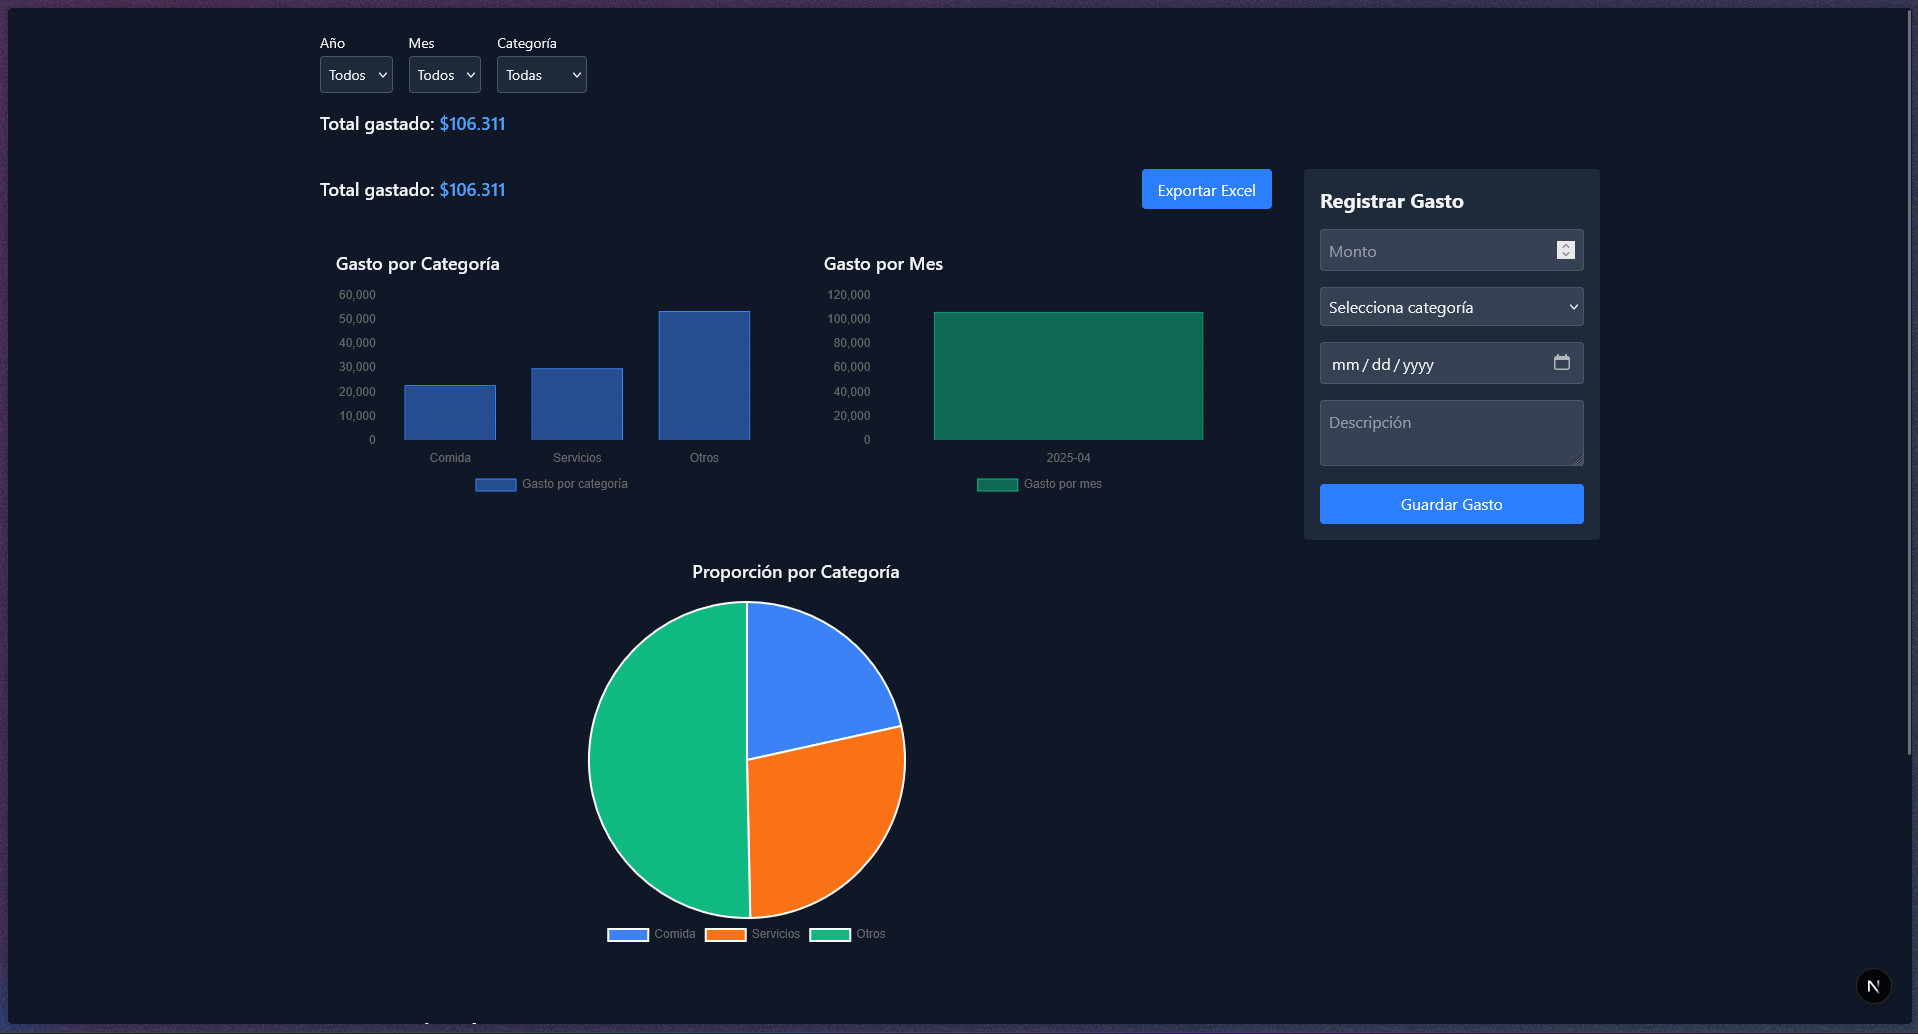 Año Mes Categoría
Todos Todos Todas
Total gastado: $106.311
Total gastado: $106.311
Exportar Excel
Gasto por Categoría
60,000
50,000
40,000
30,000
20,000
10,000
0
Comida Servicios Otros
Gasto por categoría
Gasto por Mes
120,000
100,000
80,000
60,000
40,000
20,000
0
2025-04
Gasto por mes
Registrar Gasto
Monto
Selecciona categoría
mm/dd/yyyy
Descripción
Guardar Gasto
Proporción por Categoría
Comida Servicios Otros
N